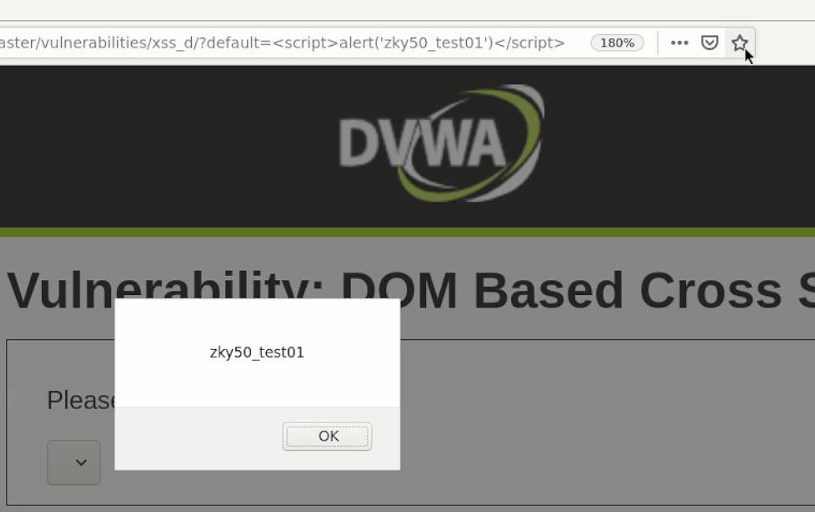 aster/vulnerabilities/xss_d/?default=<script>alert('zky50_test01')</script>
180%
DVWA
Vulnerability: DOM Based Cross S
zky50_test01
Please
OK